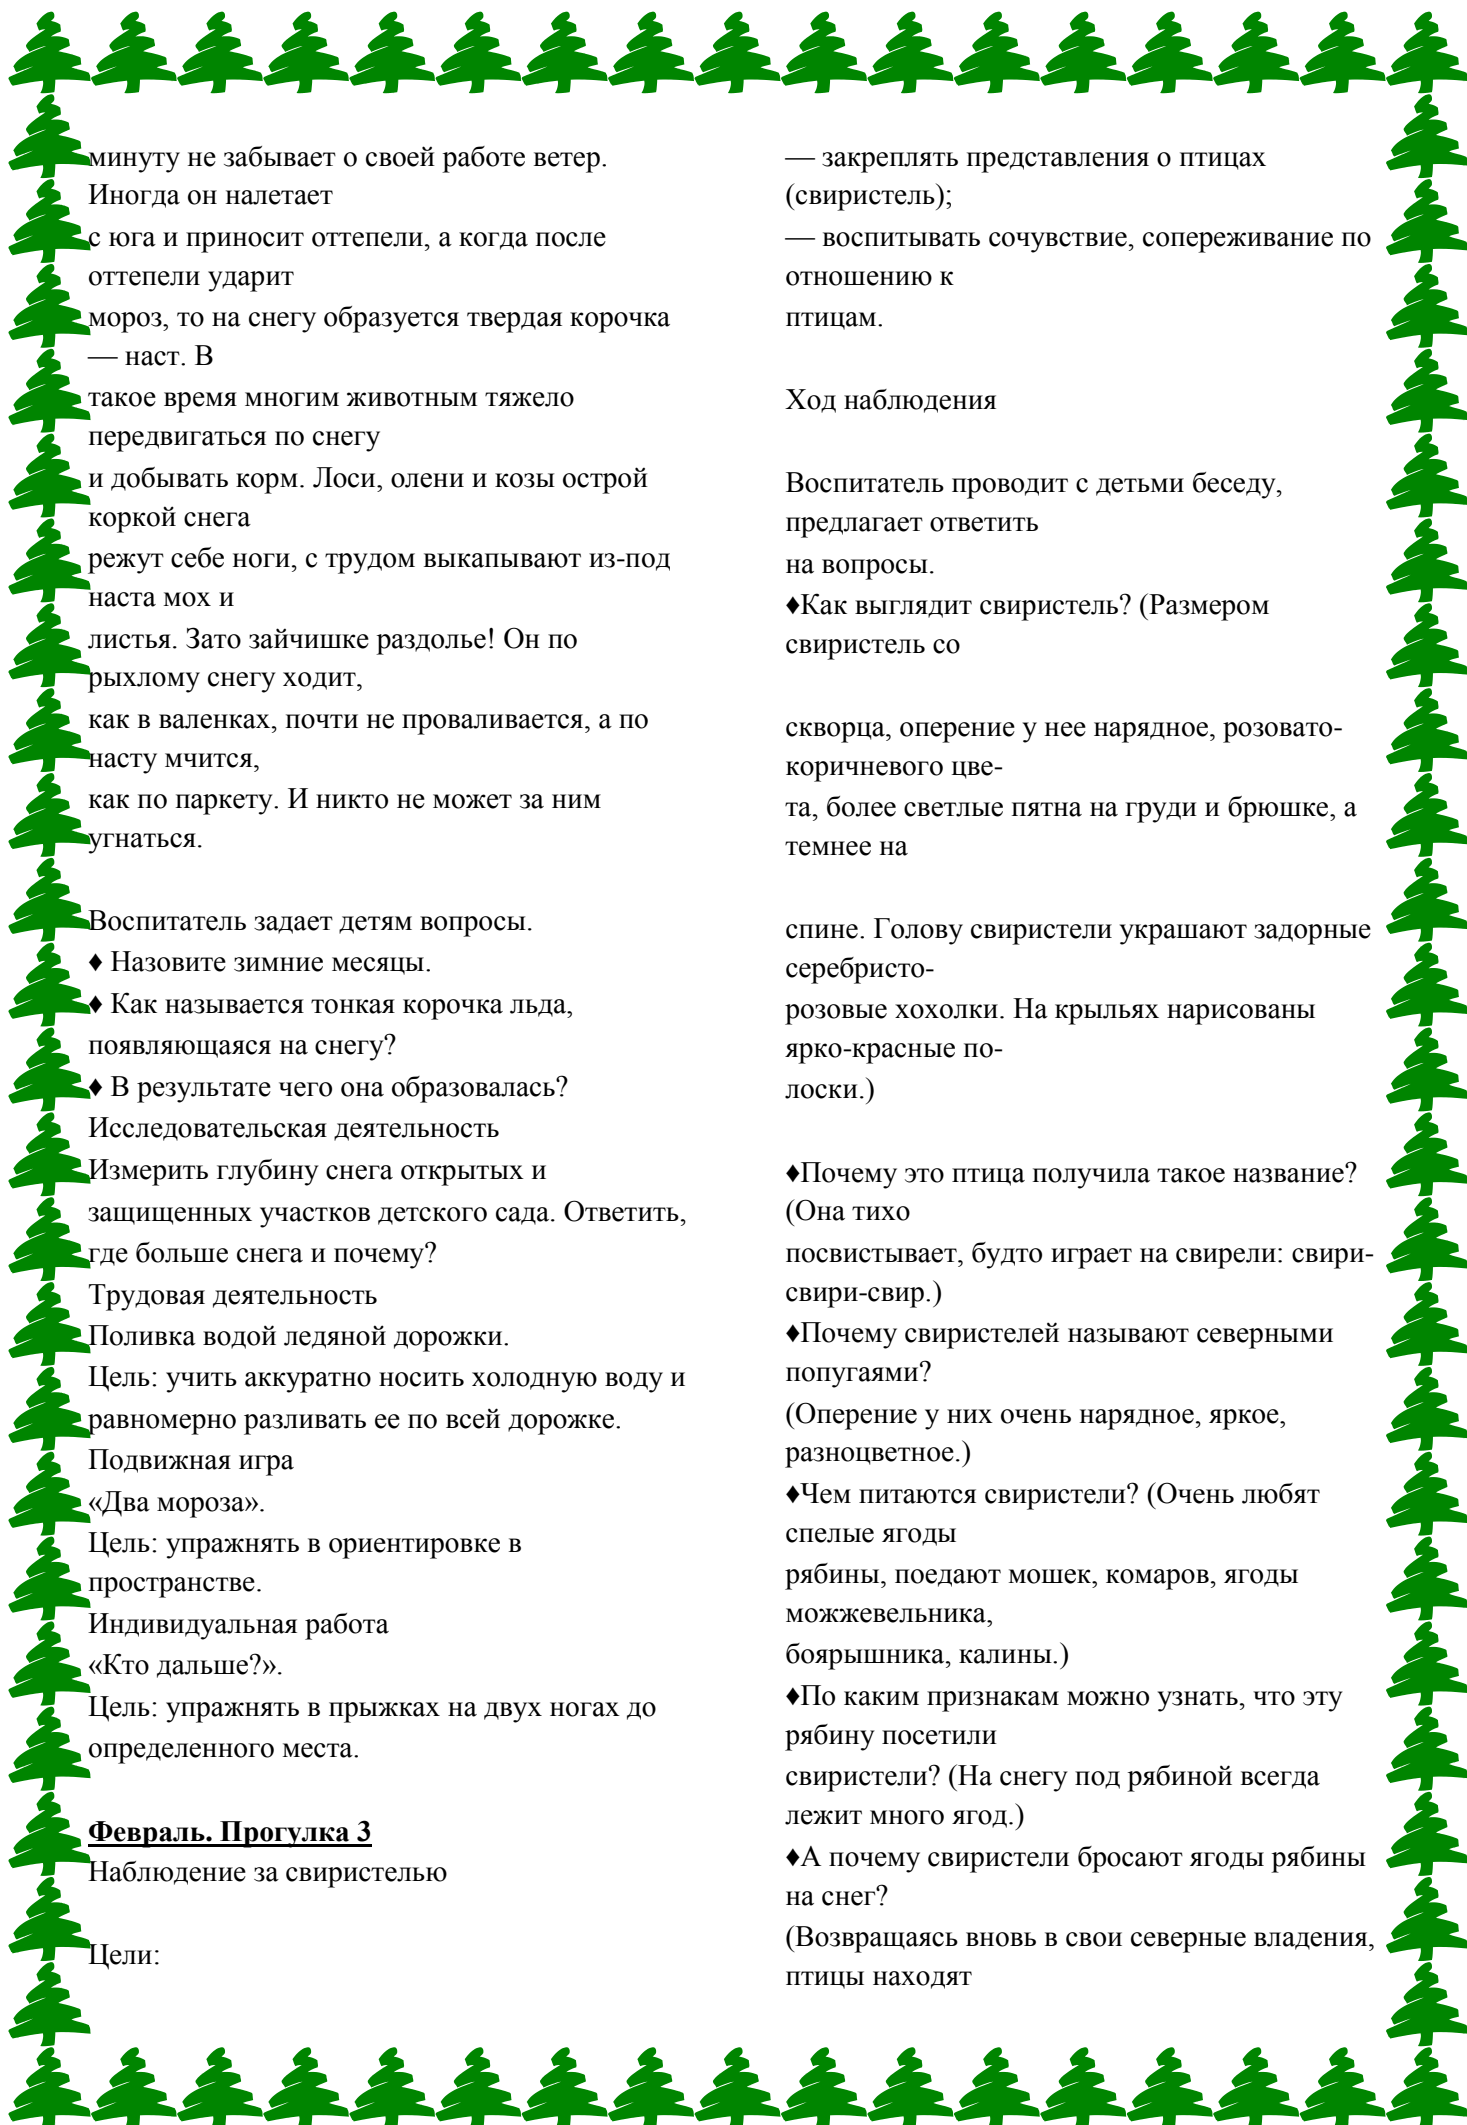 минуту не забывает о своей работе ветер.
Иногда он налетает
с юга и приносит оттепели, а когда после
оттепели ударит
мороз, то на снегу образуется твердая корочка
— наст. В
такое время многим животным тяжело
передвигаться по снегу
и добывать корм. Лоси, олени и козы острой
коркой снега
режут себе ноги, с трудом выкапывают из-под
наста мох и
листья. Зато зайчишке раздолье! Он по
рыхлому снегу ходит,
как в валенках, почти не проваливается, а по
насту мчится,
как по паркету. И никто не может за ним
угнаться.
Воспитатель задает детям вопросы.
♦ Назовите зимние месяцы.
♦ Как называется тонкая корочка льда,
появляющаяся на снегу?
♦ В результате чего она образовалась?
Исследовательская деятельность
Измерить глубину снега открытых и
защищенных участков детского сада. Ответить,
где больше снега и почему?
Трудовая деятельность
Поливка водой ледяной дорожки.
Цель: учить аккуратно носить холодную воду и
равномерно разливать ее по всей дорожке.
Подвижная игра
«Два мороза».
Цель: упражнять в ориентировке в
пространстве.
Индивидуальная работа
«Кто дальше?».
Цель: упражнять в прыжках на двух ногах до
определенного места.
Февраль. Прогулка 3
Наблюдение за свиристелью
Цели:
— закреплять представления о птицах
(свиристель);
— воспитывать сочувствие, сопереживание по
отношению к
птицам.
Ход наблюдения
Воспитатель проводит с детьми беседу,
предлагает ответить
на вопросы.
♦Как выглядит свиристель? (Размером
свиристель со
скворца, оперение у нее нарядное, розовато-
коричневого цве-
та, более светлые пятна на груди и брюшке, а
темнее на
спине. Голову свиристели украшают задорные
серебристо-
розовые хохолки. На крыльях нарисованы
ярко-красные по-
лоски.)
♦Почему это птица получила такое название?
(Она тихо
посвистывает, будто играет на свирели: свири-
свири-свир.)
♦Почему свиристелей называют северными
попугаями?
(Оперение у них очень нарядное, яркое,
разноцветное.)
♦Чем питаются свиристели? (Очень любят
спелые ягоды
рябины, поедают мошек, комаров, ягоды
можжевельника,
боярышника, калины.)
♦По каким признакам можно узнать, что эту
рябину посетили
свиристели? (На снегу под рябиной всегда
лежит много ягод.)
♦А почему свиристели бросают ягоды рябины
на снег?
(Возвращаясь вновь в свои северные владения,
птицы находят